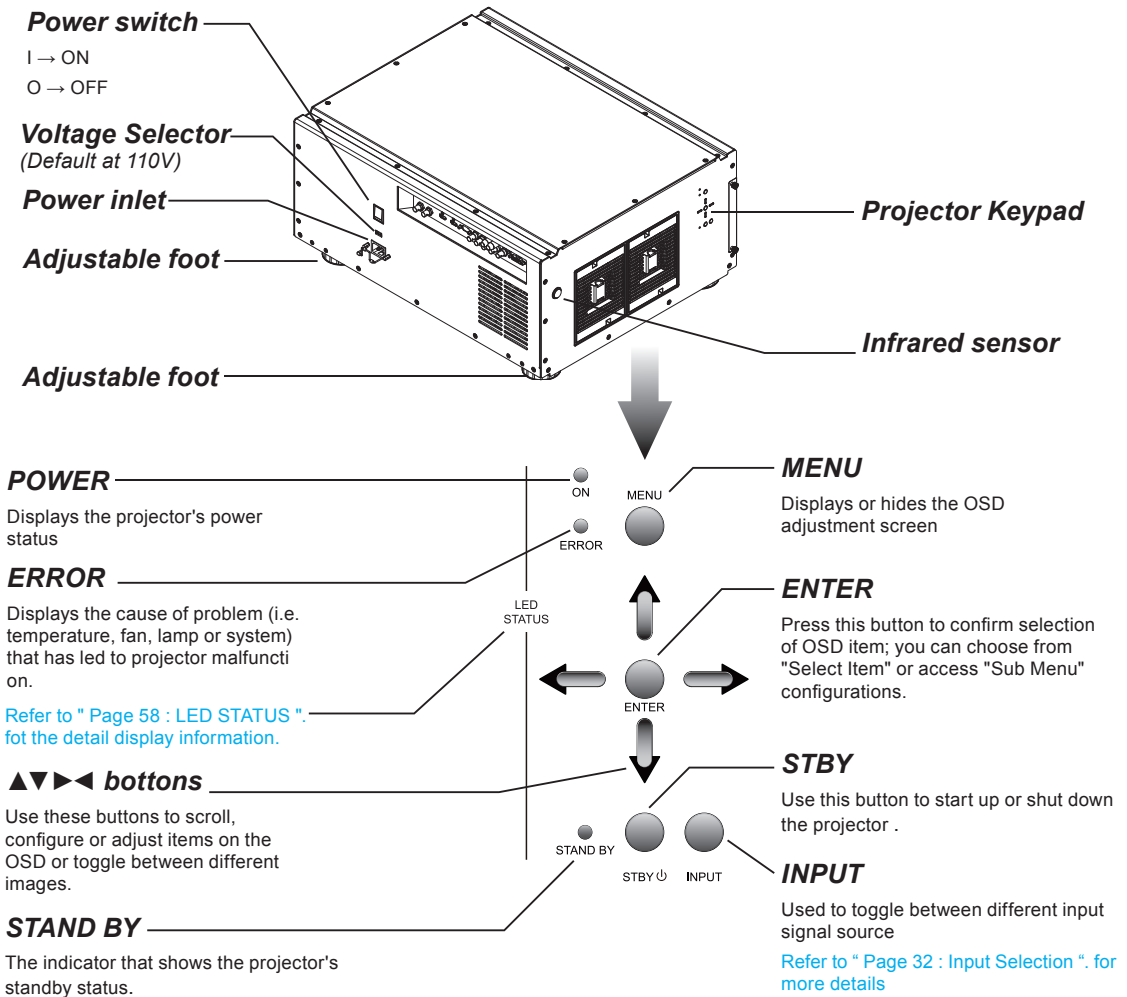 Power switch
I → ON
O → OFF
Voltage Selector
(Default at 110V)
Power inlet
Adjustable foot
Adjustable foot
Projector Keypad
Infrared sensor
POWER
Displays the projector's power
status
ERROR
Displays the cause of problem (i.e.
temperature, fan, lamp or system)
that has led to projector malfuncti
on.
Refer to " Page 58 : LED STATUS ".
fot the detail display information.
▲▼►◄ bottons
Use these buttons to scroll,
configure or adjust items on the
OSD or toggle between different
images.
STAND BY
The indicator that shows the projector's
standby status.
ON
MENU
ERROR
LED
STATUS
ENTER
STAND BY
STBY ⏻
INPUT
MENU
Displays or hides the OSD
adjustment screen
ENTER
Press this button to confirm selection
of OSD item; you can choose from
"Select Item" or access "Sub Menu"
configurations.
STBY
Use this button to start up or shut down
the projector .
INPUT
Used to toggle between different input
signal source
Refer to “ Page 32 : Input Selection “. for
more details